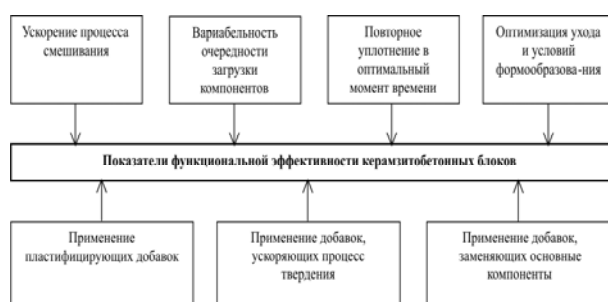 Ускорение процесса
смешивания
Вариабельность
очередности
загрузки
компонентов
Повторное
уплотнение в
оптимальный
момент времени
Оптимизация ухода
и условий
формообразова-ния
Показатели функциональной эффективности керамзитобетонных блоков
Применение
пластифицирующих добавок
Применение добавок,
ускоряющих процесс
твердения
Применение добавок,
заменяющих основные
компоненты